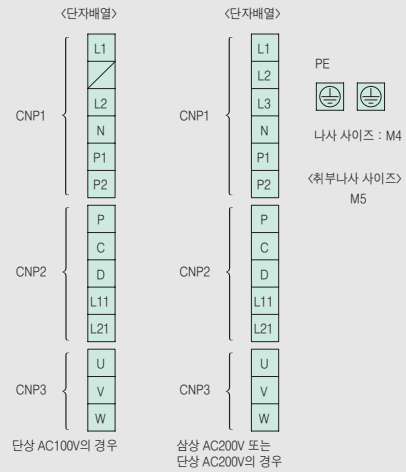 〈단자배열〉
L1
L2
N
P1
P2
CNP1
P
C
D
L11
L21
CNP2
U
V
W
CNP3
단상 AC100V의 경우
〈단자배열〉
L1
L2
L3
N
P1
P2
CNP1
P
C
D
L11
L21
CNP2
U
V
W
CNP3
삼상 AC200V 또는
단상 AC200V의 경우
PE
나사 사이즈 : M4
〈취부나사 사이즈〉
M5